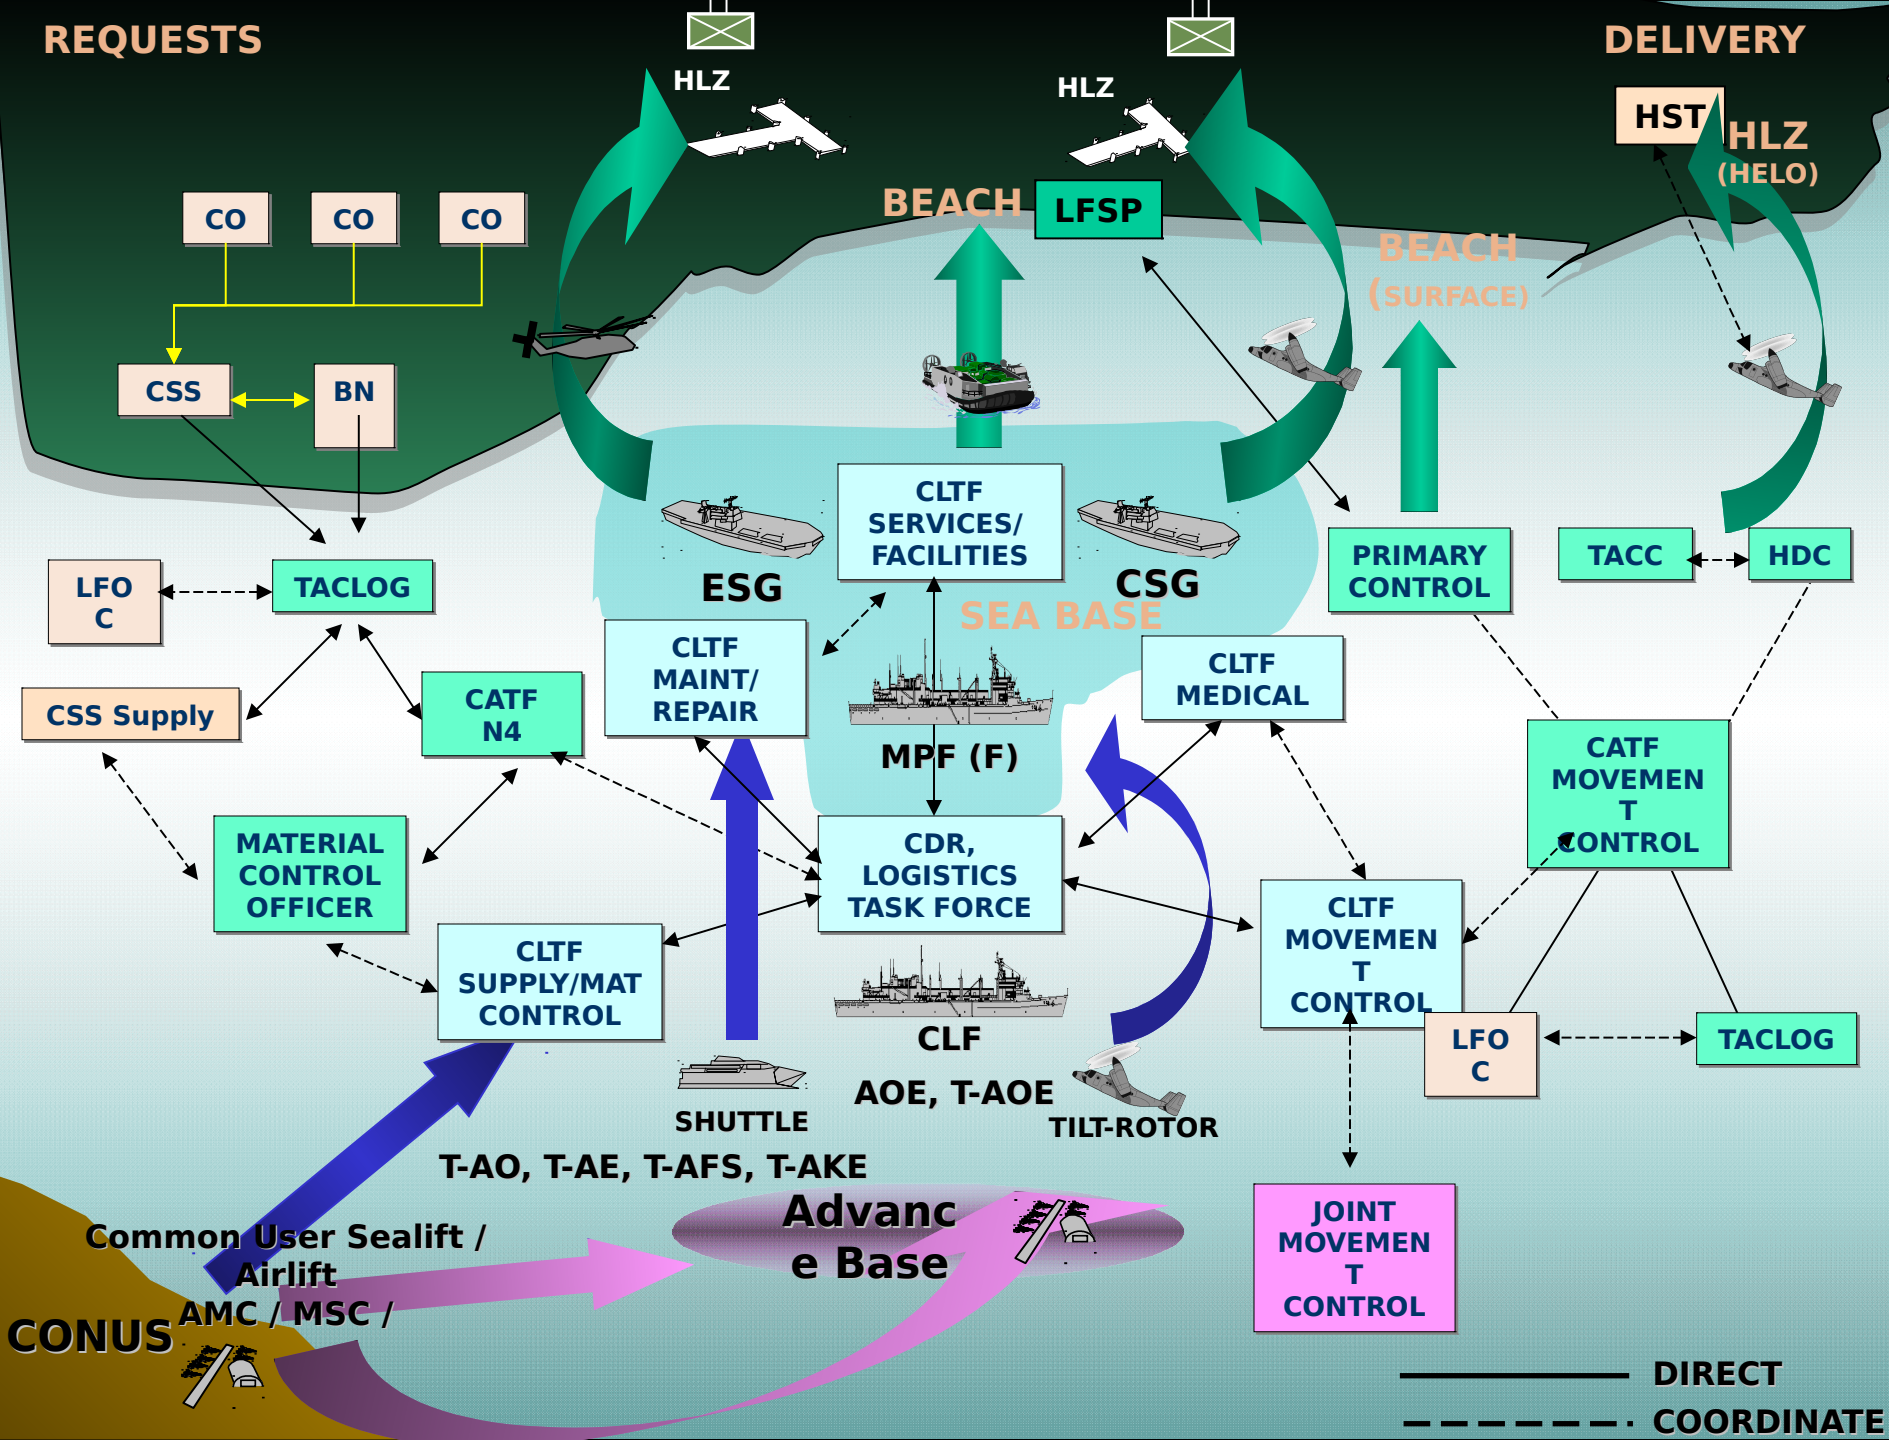 REQUESTS
DELIVERY
HLZ
HLZ
HST
HLZ
(HELO)
CO
CO
CO
BEACH
LFSP
BEACH
(SURFACE)
CSS
BN
CLTF
SERVICES/
FACILITIES
ESG
CSG
SEA BASE
PRIMARY
CONTROL
TACC
HDC
LFO
C
TACLOG
CLTF
MAINT/
REPAIR
CLTF
MEDICAL
CSS Supply
CATF
N4
MPF (F)
CATF
MOVEMEN
T
CONTROL
MATERIAL
CONTROL
OFFICER
CDR,
LOGISTICS
TASK FORCE
CLTF
MOVEMEN
T
CONTROL
CLTF
SUPPLY/MAT
CONTROL
CLF
LFO
C
TACLOG
AOE, T-AOE
SHUTTLE
TILT-ROTOR
T-AO, T-AE, T-AFS, T-AKE
Advanc
e Base
JOINT
MOVEMEN
T
CONTROL
Common User Sealift /
Airlift
AMC / MSC /
CONUS
DIRECT
COORDINATE